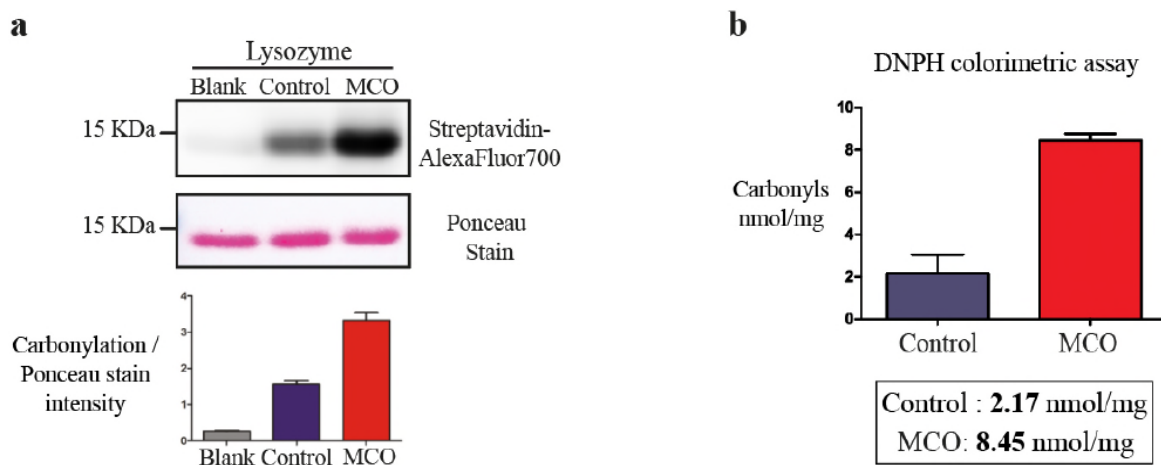 a
Lysozyme
Blank Control MCO
15 KDa
Streptavidin-
AlexaFluor700
15 KDa
Ponceau
Stain
Carbonylation /
Ponceau stain
intensity
4
3
2
1
0
Blank Control MCO
b
DNPH colorimetric assay
Carbonyls
nmol/mg
10
8
6
4
2
0
Control MCO
Control : 2.17 nmol/mg
MCO: 8.45 nmol/mg